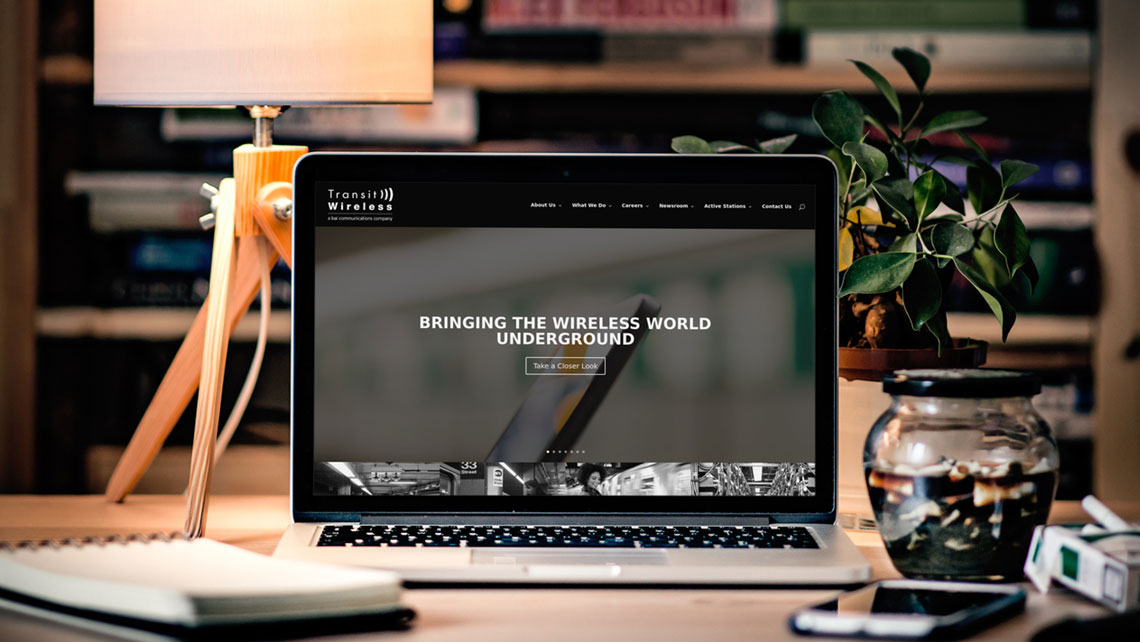 Transit
Wireless
a bai communications company
About Us
What We Do
Careers
Newsroom
Active Stations
Contact Us
BRINGING THE WIRELESS WORLD
UNDERGROUND
Take a Closer Look
33
Street